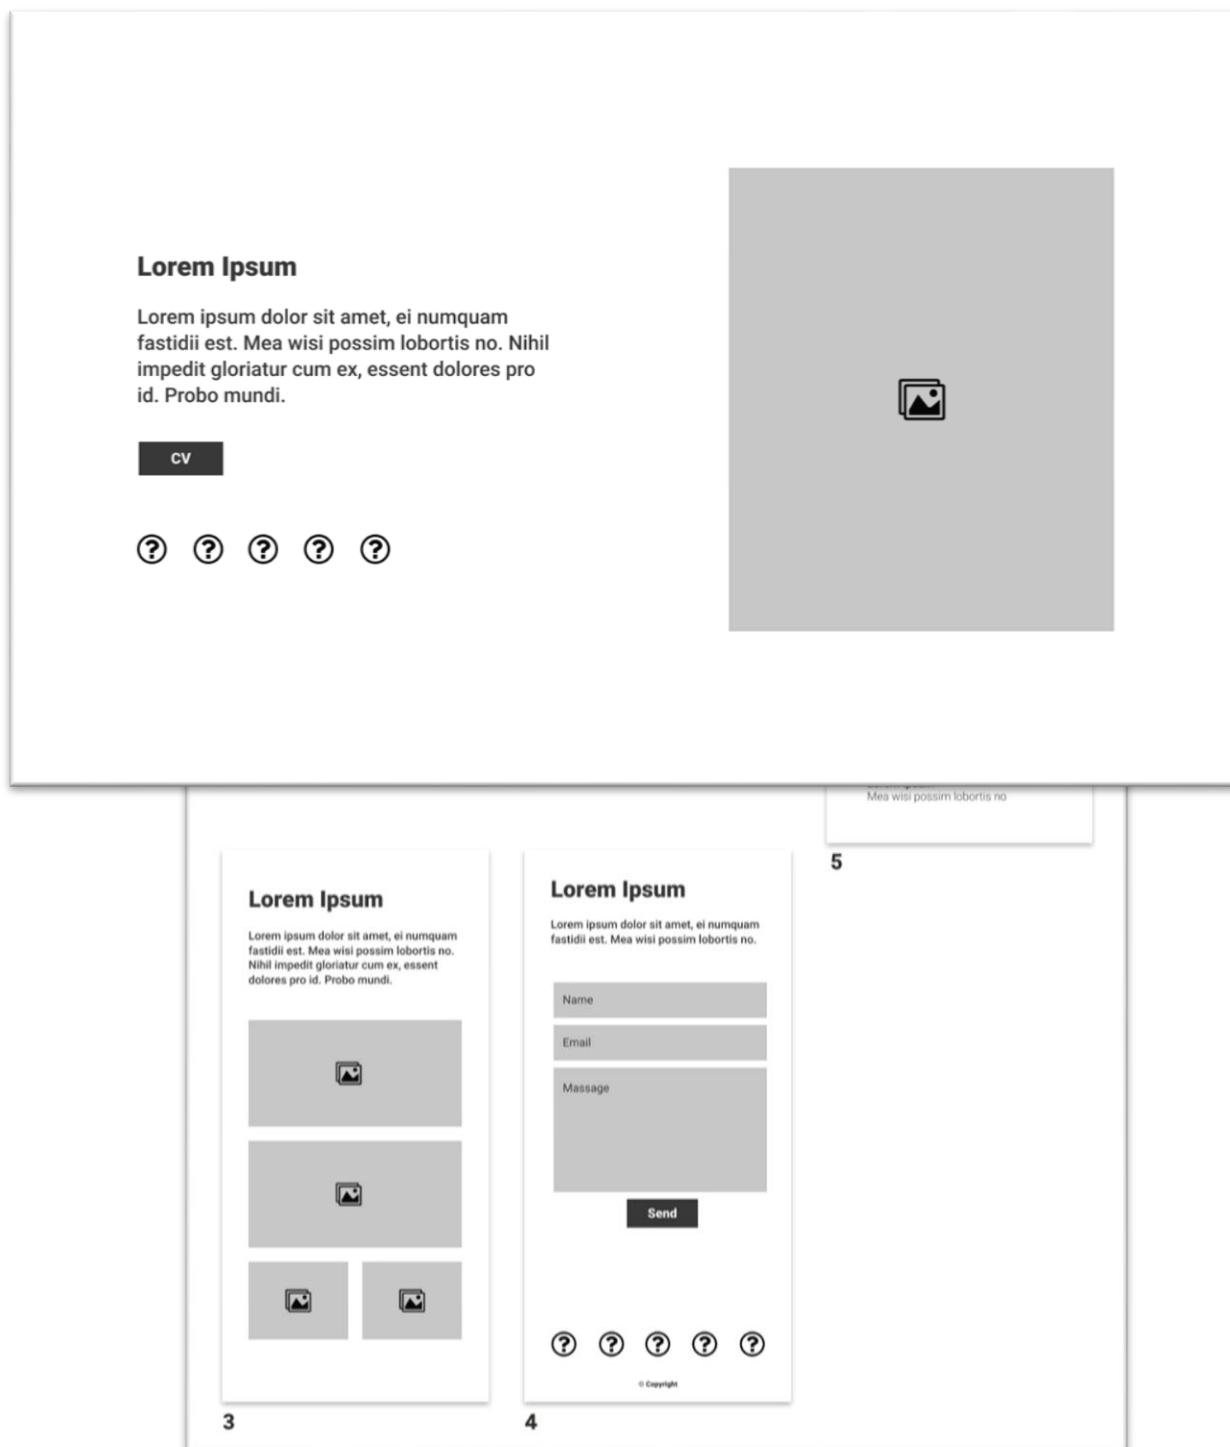 Lorem Ipsum
Lorem ipsum dolor sit amet, ei numquam
fastidii est. Mea wisi possim lobortis no. Nihil
impedit gloriatur cum ex, essent dolores pro
id. Probo mundi.
CV
Mea wisi possim lobortis no
5
Lorem Ipsum
Lorem ipsum dolor sit amet, ei numquam
fastidii est. Mea wisi possim lobortis no.
Nihil impedit gloriatur cum ex, essent
dolores pro id. Probo mundi.
3
Lorem Ipsum
Lorem ipsum dolor sit amet, ei numquam
fastidii est. Mea wisi possim lobortis no.
Name
Email
Massage
Send
© Copyright
4